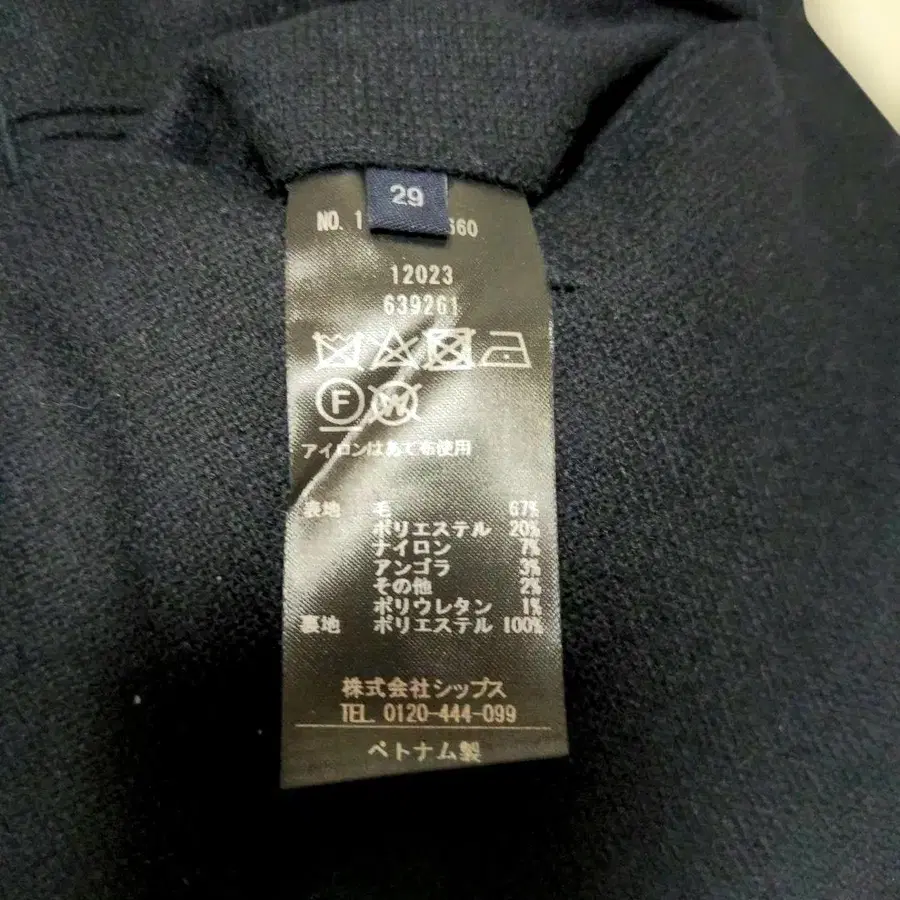 29
NO. 1 660
12023
639261
F
W
アイロンはあて布使用
表地 毛 67%
ポリエステル 20%
ナイロン 7%
アンゴラ 3%
その他 2%
ポリウレタン 1%
裏地 ポリエステル 100%
株式会社シップス
TEL. 0120-444-099
ベトナム製